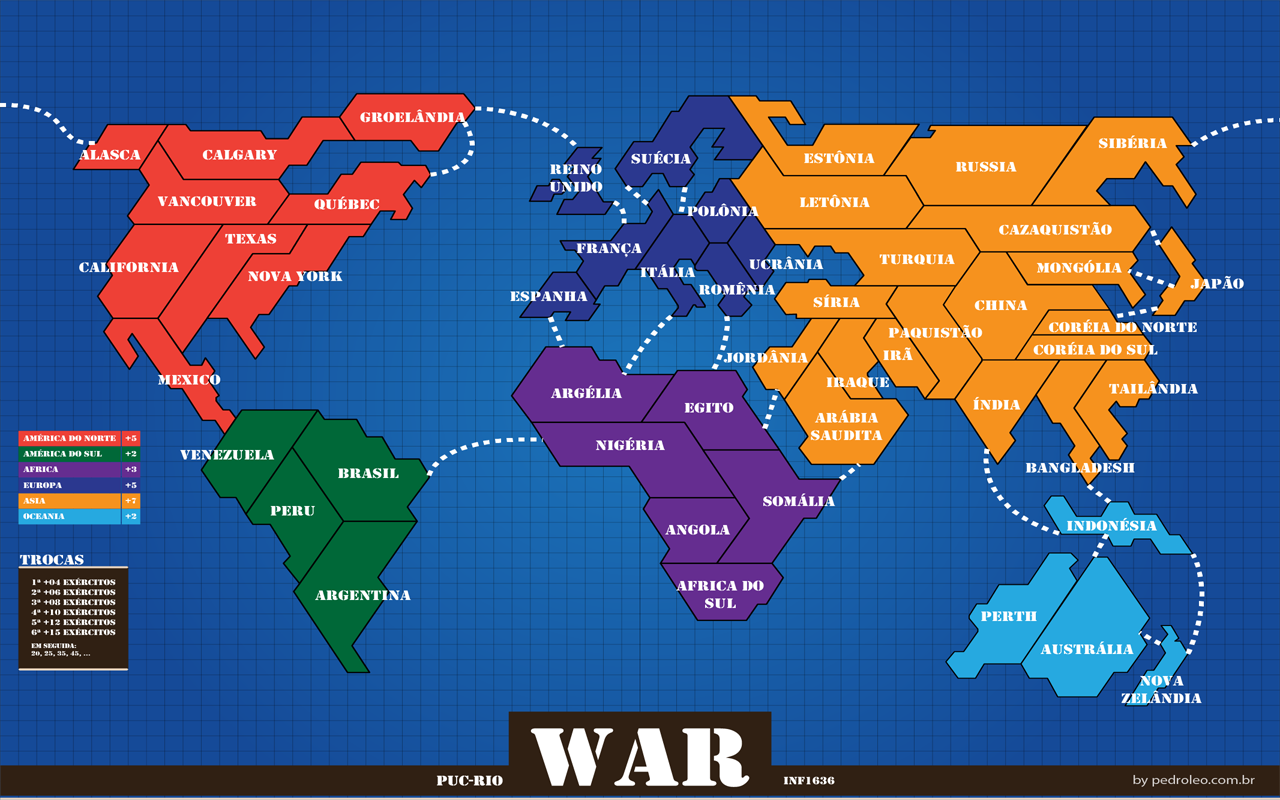 GROELÂNDIA
ALASCA
CALGARY
VANCOUVER
QUÉBEC
TEXAS
CALIFORNIA
NOVA YORK
MEXICO
REINO
UNIDO
SUÉCIA
POLÔNIA
FRANÇA
ITÁLIA
UCRÂNIA
ROMÊNIA
ESPANHA
ESTÔNIA
RUSSIA
SIBÉRIA
LETÔNIA
CAZAQUISTÃO
TURQUIA
MONGÓLIA
JAPÃO
SÍRIA
CHINA
PAQUISTÃO
CORÉIA DO NORTE
CORÉIA DO SUL
IRÃ
JORDÂNIA
IRAQUE
ARÁBIA
SAUDITA
ÍNDIA
TAILÂNDIA
BANGLADESH
ARGÉLIA
EGITO
NIGÉRIA
SOMÁLIA
ANGOLA
AFRICA DO
SUL
VENEZUELA
BRASIL
PERU
ARGENTINA
INDONÉSIA
PERTH
AUSTRÁLIA
NOVA
ZELÂNDIA
AMÉRICA DO NORTE +5
AMÉRICA DO SUL +2
AFRICA +3
EUROPA +5
ASIA +7
OCEANIA +2
TROCAS
1ª +04 EXÉRCITOS
2ª +06 EXÉRCITOS
3ª +08 EXÉRCITOS
4ª +10 EXÉRCITOS
5ª +12 EXÉRCITOS
6ª +15 EXÉRCITOS
EM SEGUIDA:
20, 25, 35, 45, ...
WAR
PUC-RIO
INF1636
by pedroleo.com.br